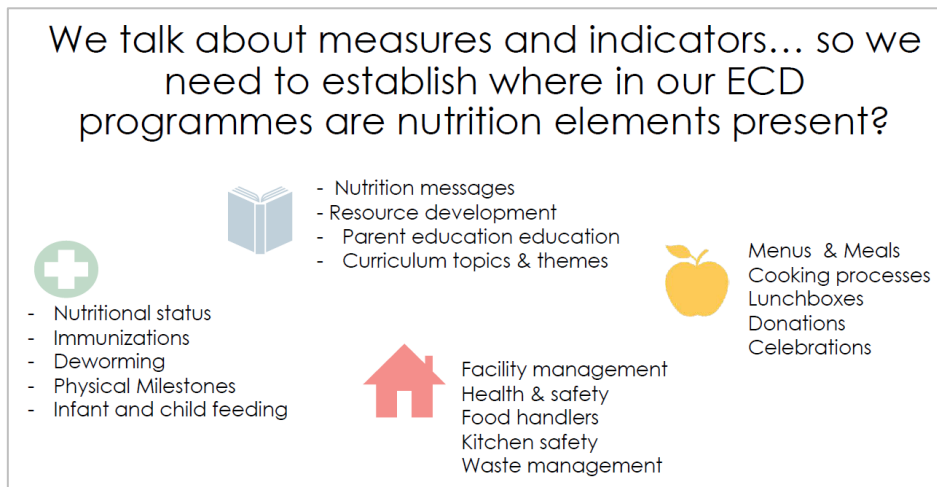 We talk about measures and indicators… so we
need to establish where in our ECD
programmes are nutrition elements present?
- Nutrition messages
- Resource development
- Parent education education
- Curriculum topics & themes
- Nutritional status
- Immunizations
- Deworming
- Physical Milestones
- Infant and child feeding
Facility management
Health & safety
Food handlers
Kitchen safety
Waste management
Menus & Meals
Cooking processes
Lunchboxes
Donations
Celebrations